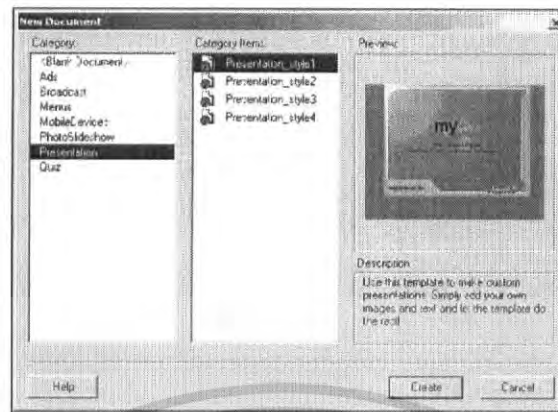 New Document
Category:
<Blank Document>
Ads
Broadcast
Menus
MobileDevices
PhotoSlideshow
Presentation
Quiz
Category Items:
Presentation_style1
Presentation_style2
Presentation_style3
Presentation_style4
Preview:
my
Description:
Use this template to make custom
presentations. Simply add your own
images and text and let the template do
the rest!
Help
Create
Cancel